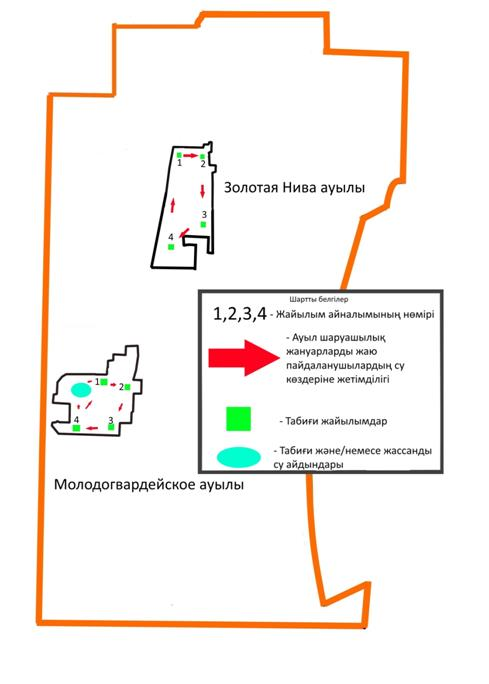 1
2
Золотая Нива ауылы
3
4
Шартты белгілер
1,2,3,4 - Жайылым айналымының нөмірі
- Ауыл шаруашылық
жануарларды жаю
пайдаланушылардың су
көздеріне жетімділігі
1
2
4
3
- Табиғи жайылымдар
- Табиғи және/немесе жассанды
су айдындары
Молодогвардейское ауылы